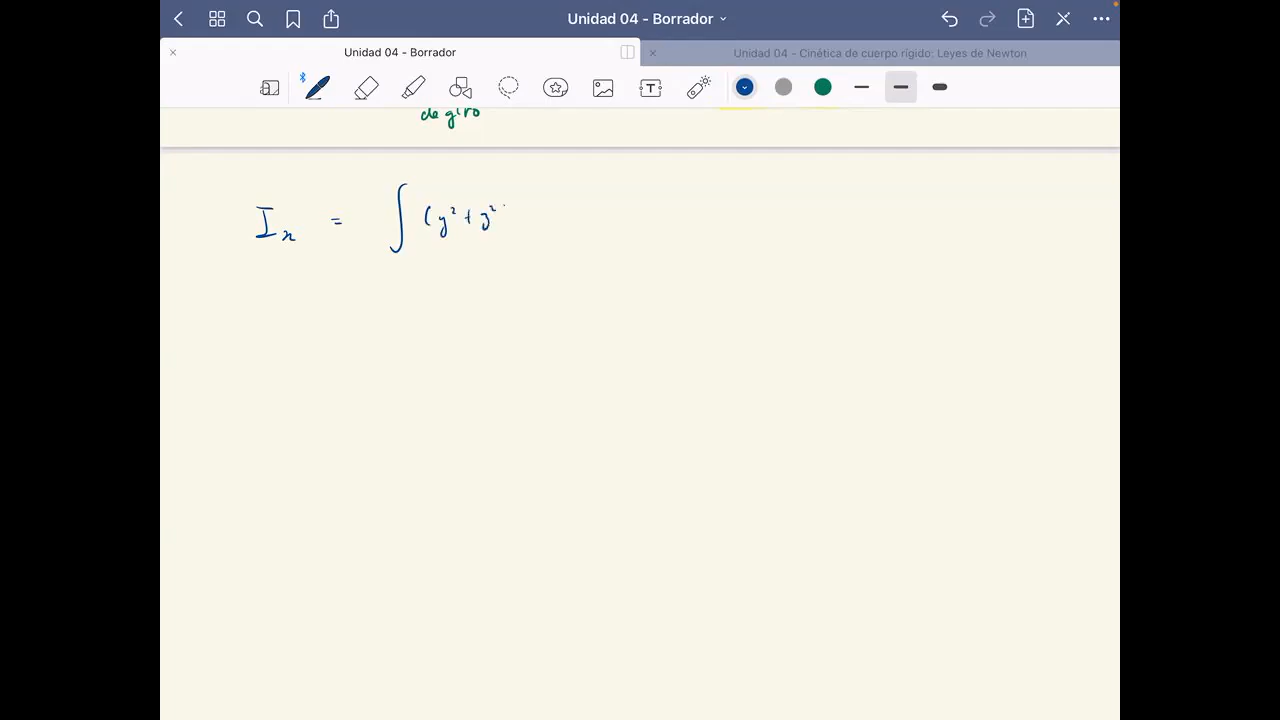 Unidad 04 - Borrador
Unidad 04 - Borrador
Unidad 04 - Cinética de cuerpo rígido: Leyes de Newton
T
de giro
I_x = ∫ (y² + z²